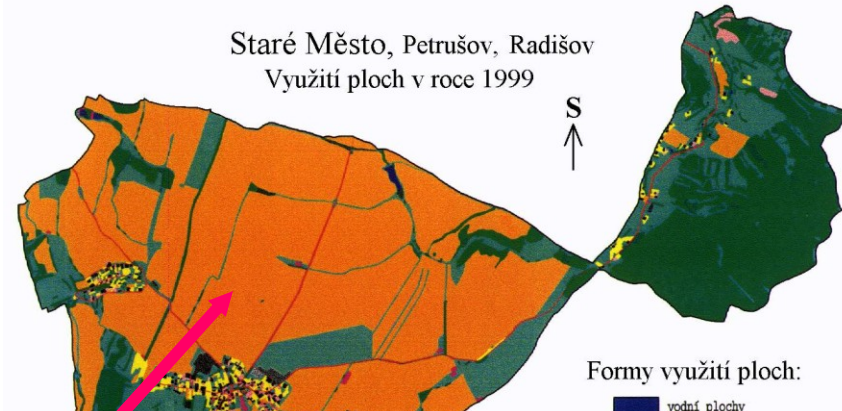 Staré Město, Petrušov, Radišov
Využití ploch v roce 1999
S
Formy využití ploch:
vodní plochy